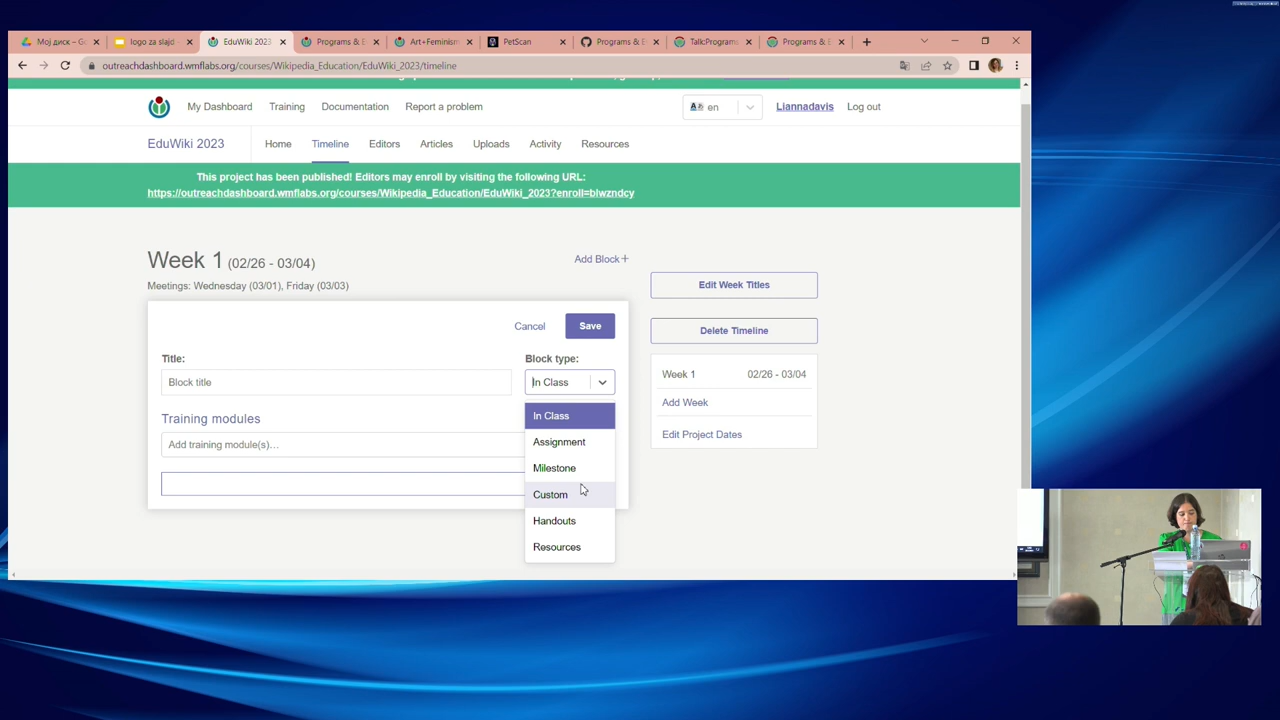 Мој диск – Go
logo za slajd
EduWiki 2023
Programs & E
Art+Feminism
PetScan
Programs & E
Talk:Programs
Programs & E
outreachdashboard.wmflabs.org/courses/Wikipedia_Education/EduWiki_2023/timeline
My Dashboard
Training
Documentation
Report a problem
en
Liannadavis
Log out
EduWiki 2023
Home
Timeline
Editors
Articles
Uploads
Activity
Resources
This project has been published! Editors may enroll by visiting the following URL:
https://outreachdashboard.wmflabs.org/courses/Wikipedia_Education/EduWiki_2023?enroll=blwzndcy
Week 1 (02/26 - 03/04)
Add Block+
Meetings: Wednesday (03/01), Friday (03/03)
Edit Week Titles
Cancel
Save
Delete Timeline
Title:
Block type:
Block title
In Class
Week 1
02/26 - 03/04
Add Week
Edit Project Dates
Training modules
Add training module(s)…
In Class
Assignment
Milestone
Custom
Handouts
Resources